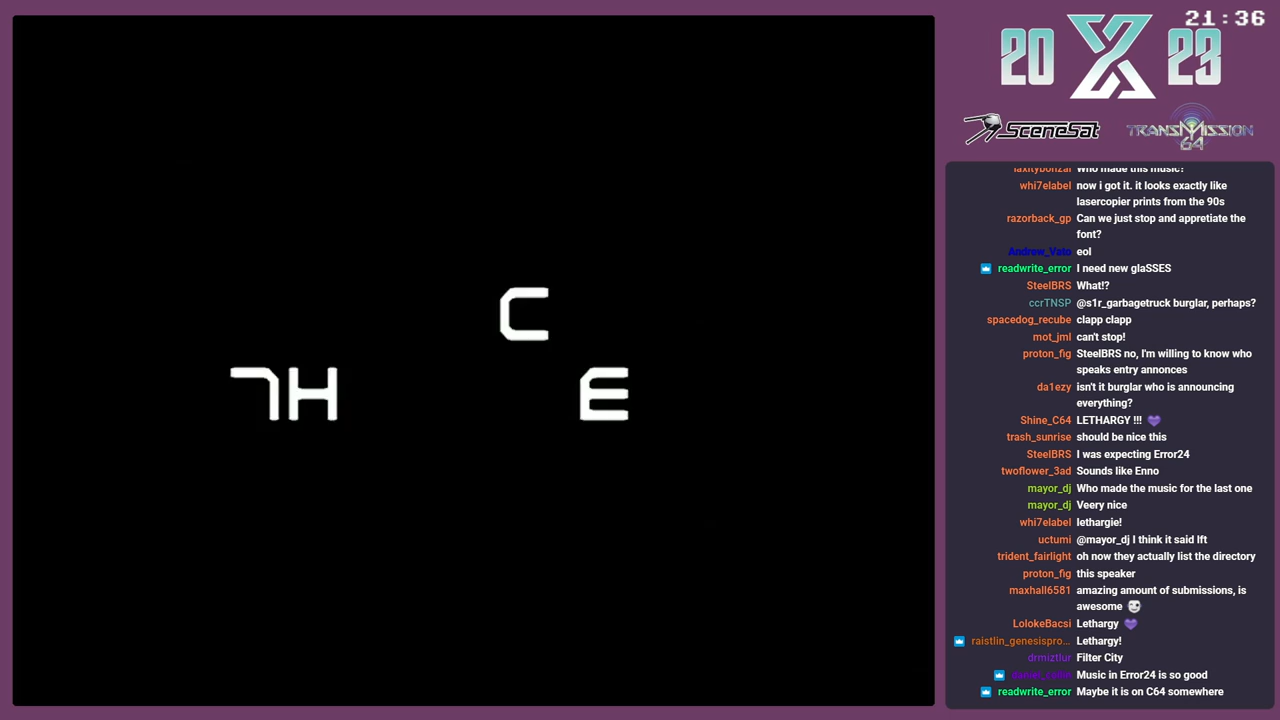 C
7H E
21:36
20 X 23
SCENESAT
TRANSMISSION
64
laxitybonzai Who made this music?
whi7elabel now i got it. it looks exactly like
lasercopier prints from the 90s
razorback_gp Can we just stop and appretiate the
font?
Andrew_Vato eol
readwrite_error I need new glaSSES
SteelBRS What!?
ccrTNSP @s1r_garbagetruck burglar, perhaps?
spacedog_recube clapp clapp
mot_jml can't stop!
proton_fig SteelBRS no, I'm willing to know who
speaks entry annonces
da1ezy isn't it burglar who is announcing
everything?
Shine_C64 LETHARGY !!!
trash_sunrise should be nice this
SteelBRS I was expecting Error24
twoflower_3ad Sounds like Enno
mayor_dj Who made the music for the last one
mayor_dj Veery nice
whi7elabel lethargie!
uctumi @mayor_dj I think it said lft
trident_fairlight oh now they actually list the directory
proton_fig this speaker
maxhall6581 amazing amount of submissions, is
awesome
LolokeBacsi Lethargy
raistlin_genesispro... Lethargy!
drmiztlur Filter City
Music in Error24 is so good
readwrite_error Maybe it is on C64 somewhere